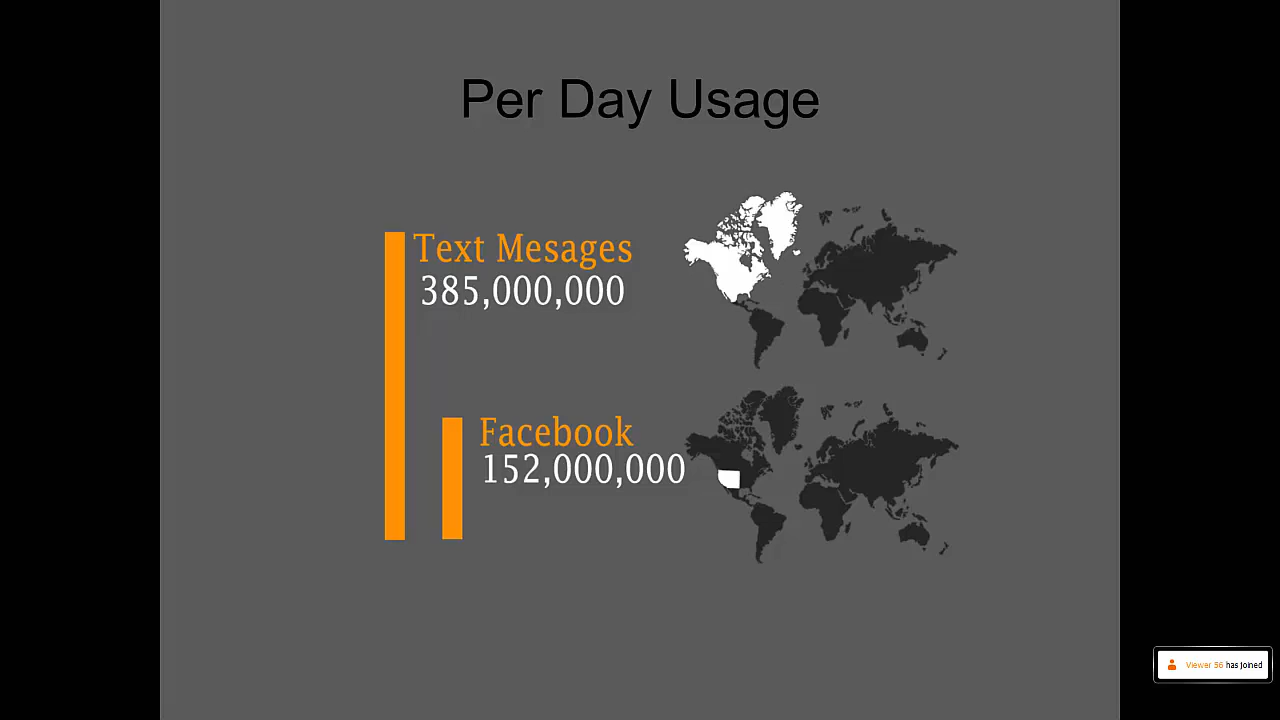 Per Day Usage
Text Mesages
385,000,000
Facebook
152,000,000
Viewer 56 has joined